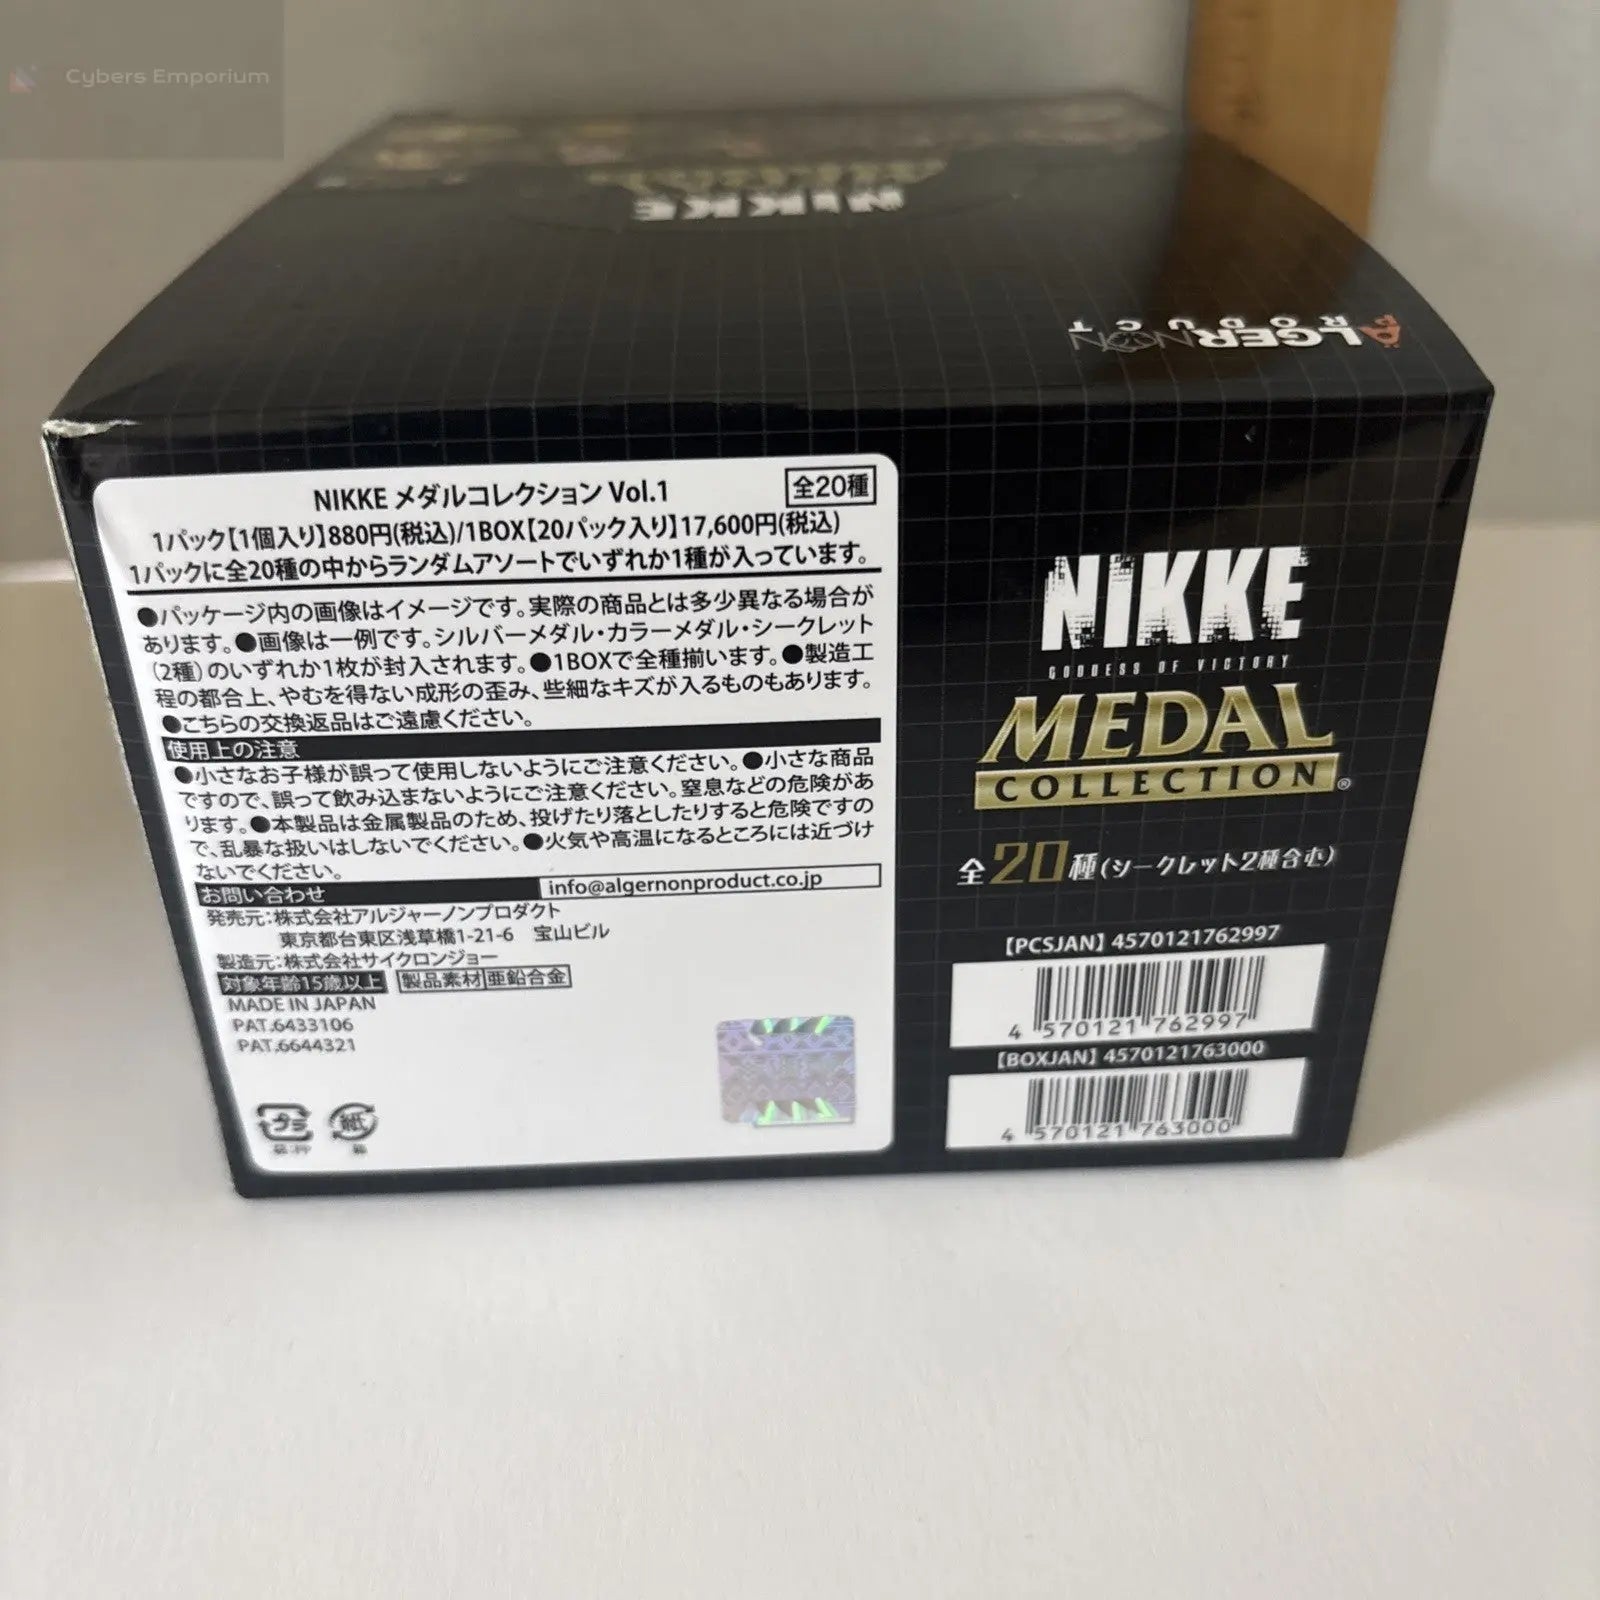 Cybers Emporium
NIKKE
ALGERNON
PRODUCT
NIKKE メダルコレクション Vol.1
全20種
1パック【1個入り】880円(税込)/1BOX【20パック入り】17,600円(税込)
1パックに全20種の中からランダムアソートでいずれか1種が入っています。
●パッケージ内の画像はイメージです。実際の商品とは多少異なる場合が
あります。●画像は一例です。シルバーメダル・カラーメダル・シークレット
(2種)のいずれか1枚が封入されます。●1BOXで全種揃います。●製造工
程の都合上、やむを得ない成形の歪み、些細なキズが入るものもあります。
●こちらの交換返品はご遠慮ください。
使用上の注意
●小さなお子様が誤って使用しないようにご注意ください。●小さな商品
ですので、誤って飲み込まないようにご注意ください。窒息などの危険があ
ります。●本製品は金属製品のため、投げたり落としたりすると危険ですの
で、乱暴な扱いはしないでください。●火気や高温になるところには近づけ
ないでください。
お問い合わせ
info@algernonproduct.co.jp
発売元:株式会社アルジャーノンプロダクト
東京都台東区浅草橋1-21-6 宝山ビル
製造元:株式会社サイクロンジョー
対象年齢15歳以上 製品素材 亜鉛合金
MADE IN JAPAN
PAT.6433106
PAT.6644321
プラ
紙
NIKKE
GODDESS OF VICTORY
MEDAL
COLLECTION®
全20種(シークレット2種含む)
【PCSJAN】4570121762997
4 570121 762997
【BOXJAN】4570121763000
4 570121 763000